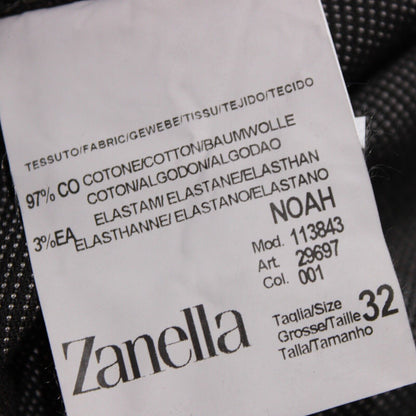 TESSUTO/FABRIC/GEWEBE/TISSU/TEJIDO/TECIDO
97% CO COTONE/COTTON/BAUMWOLLE
COTON/ALGODON/ALGODAO
3%EA ELASTAM/ ELASTANE/ELASTHAN
ELASTHANNE/ ELASTANO/ELASTANO
NOAH
Mod. 113843
Art. 29697
Col. 001
Zanella
Taglia/Size
Grosse/Taille 32
Talla/Tamanho